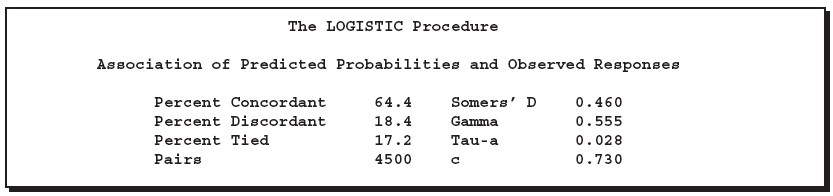 The LOGISTIC Procedure
Association of Predicted Probabilities and Observed Responses
Percent Concordant 64.4 Somers' D 0.460
Percent Discordant 18.4 Gamma 0.555
Percent Tied 17.2 Tau-a 0.028
Pairs 4500 c 0.730